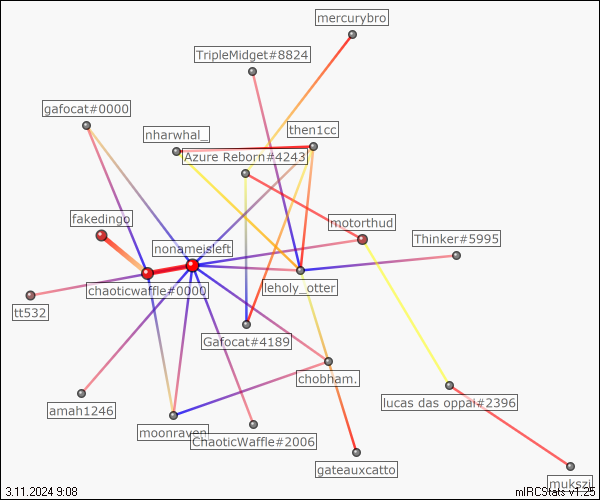 mercurybro
TripleMidget#8824
gafocat#0000
then1cc
nharwhal_
Azure Reborn#4243
fakedingo
motorthud
Thinker#5995
nonameisleft
chaoticwaffle#0000
leholy_otter
tt532
Gafocat#4189
chobham.
lucas das oppai#2396
amah1246
moonraven
ChaoticWaffle#2006
gateauxcatto
mukszi
3.11.2024 9:08
mIRCStats v1.25